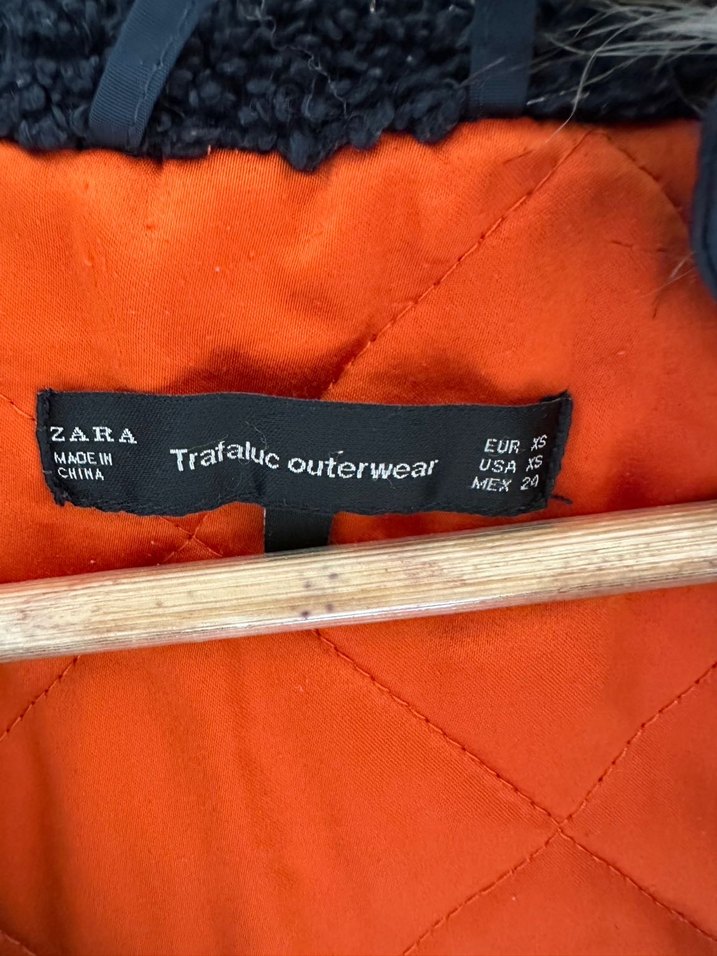 ZARA
MADE IN
CHINA
Trafaluc outerwear
EUR XS
USA XS
MEX 24